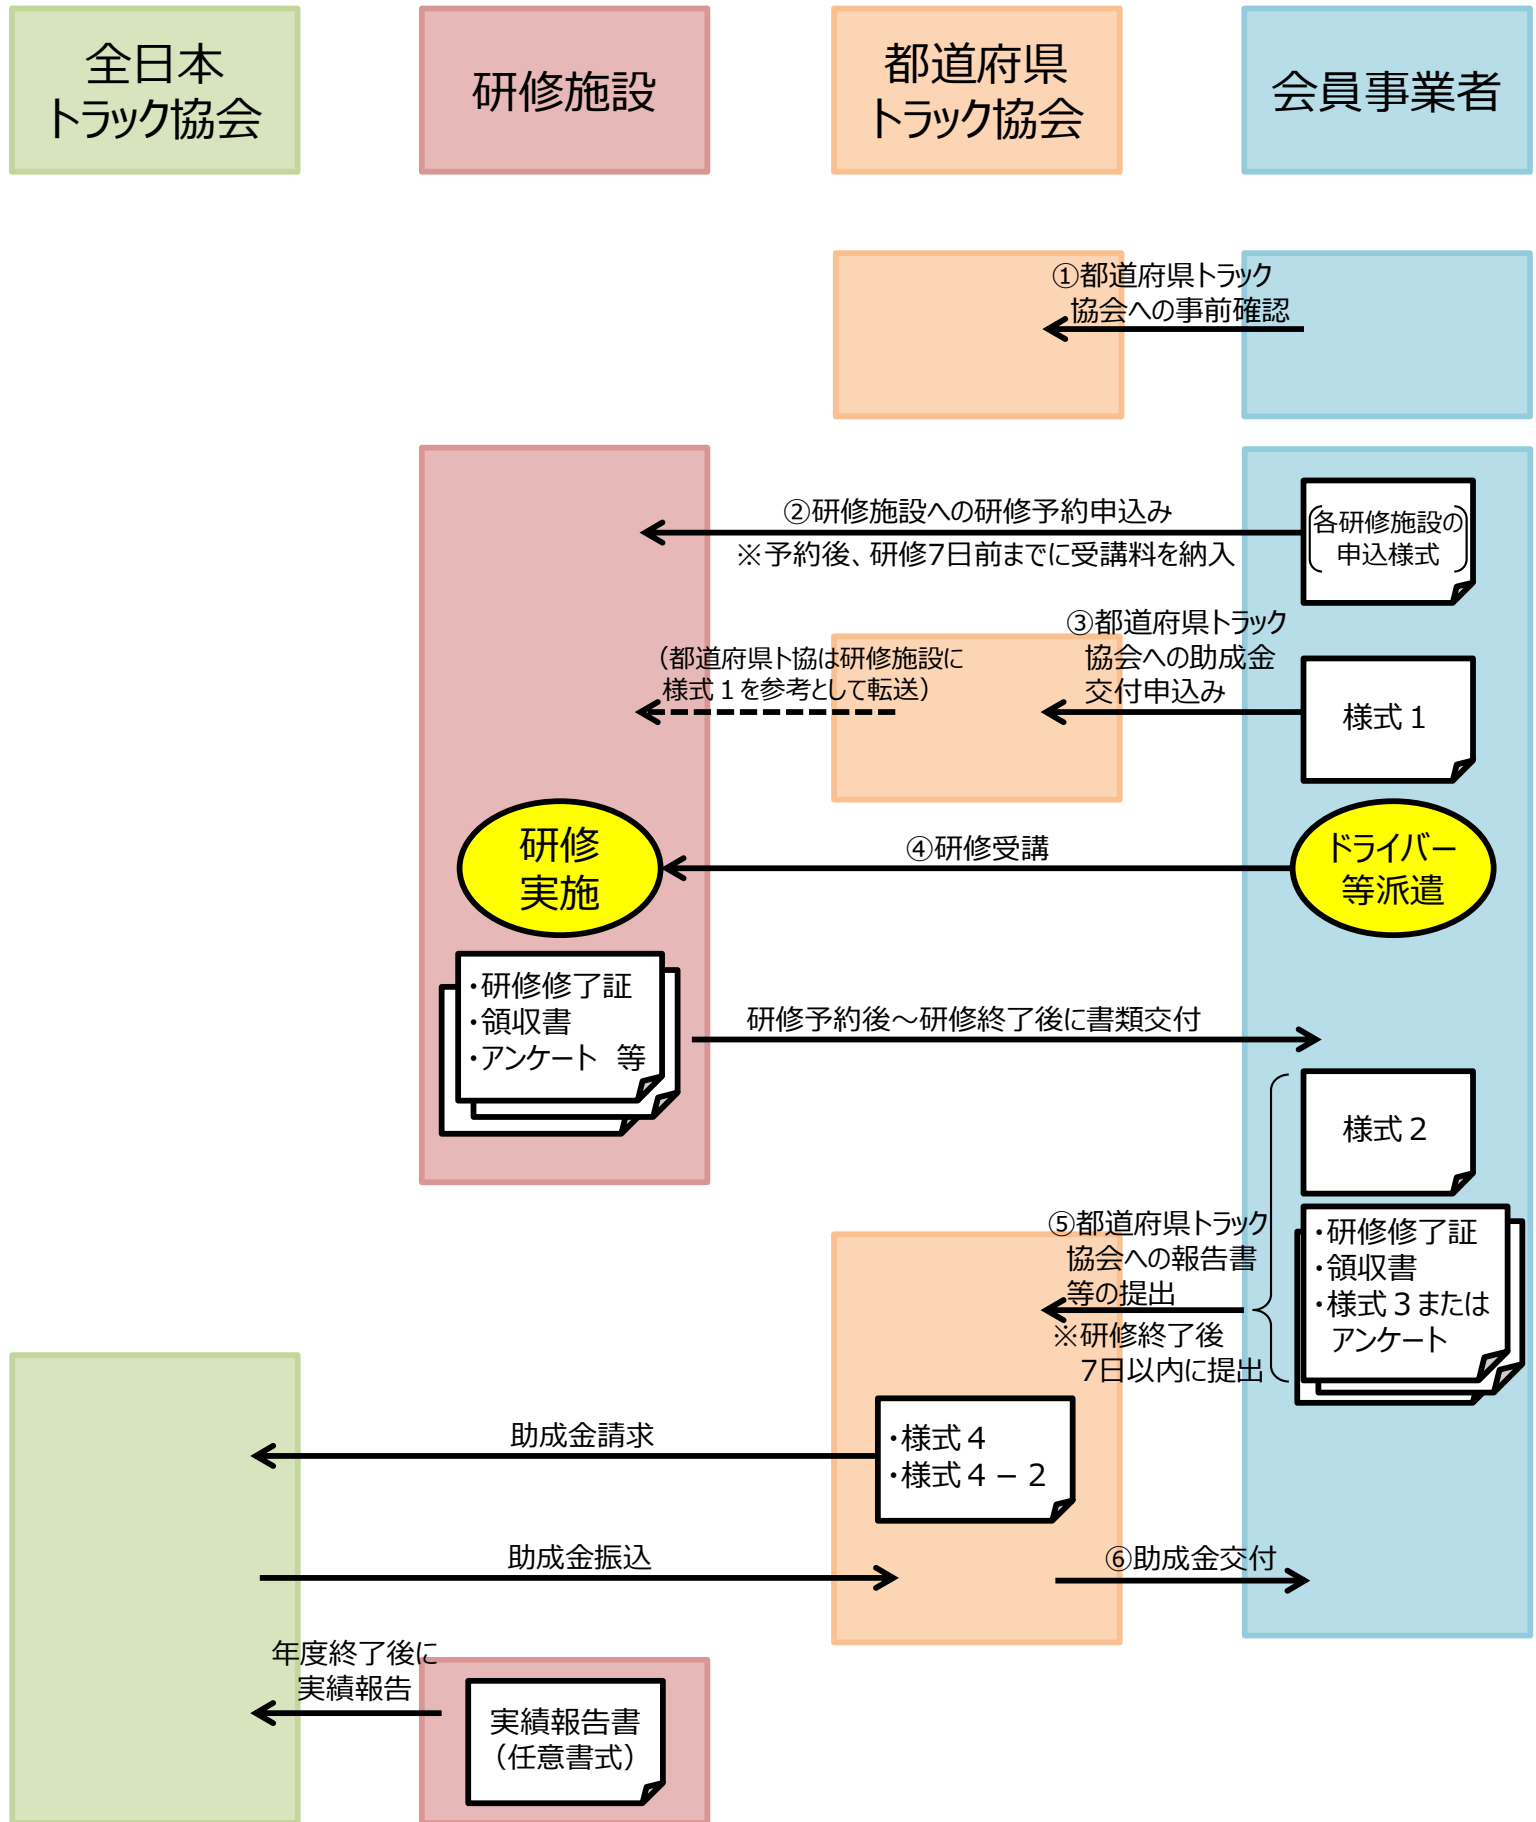 全日本
トラック協会
研修施設
都道府県
トラック協会
会員事業者
①都道府県トラック
協会への事前確認
②研修施設への研修予約申込み
※予約後、研修7日前までに受講料を納入
各研修施設の
申込様式
③都道府県トラック
協会への助成金
交付申込み
（都道府県ト協は研修施設に
様式１を参考として転送）
様式１
研修
実施
④研修受講
ドライバー
等派遣
・研修修了証
・領収書
・アンケート　等
研修予約後～研修終了後に書類交付
様式２
⑤都道府県トラック
協会への報告書
等の提出
※研修終了後
7日以内に提出
・研修修了証
・領収書
・様式３または
アンケート
助成金請求
・様式４
・様式４－２
助成金振込
⑥助成金交付
年度終了後に
実績報告
実績報告書
（任意書式）